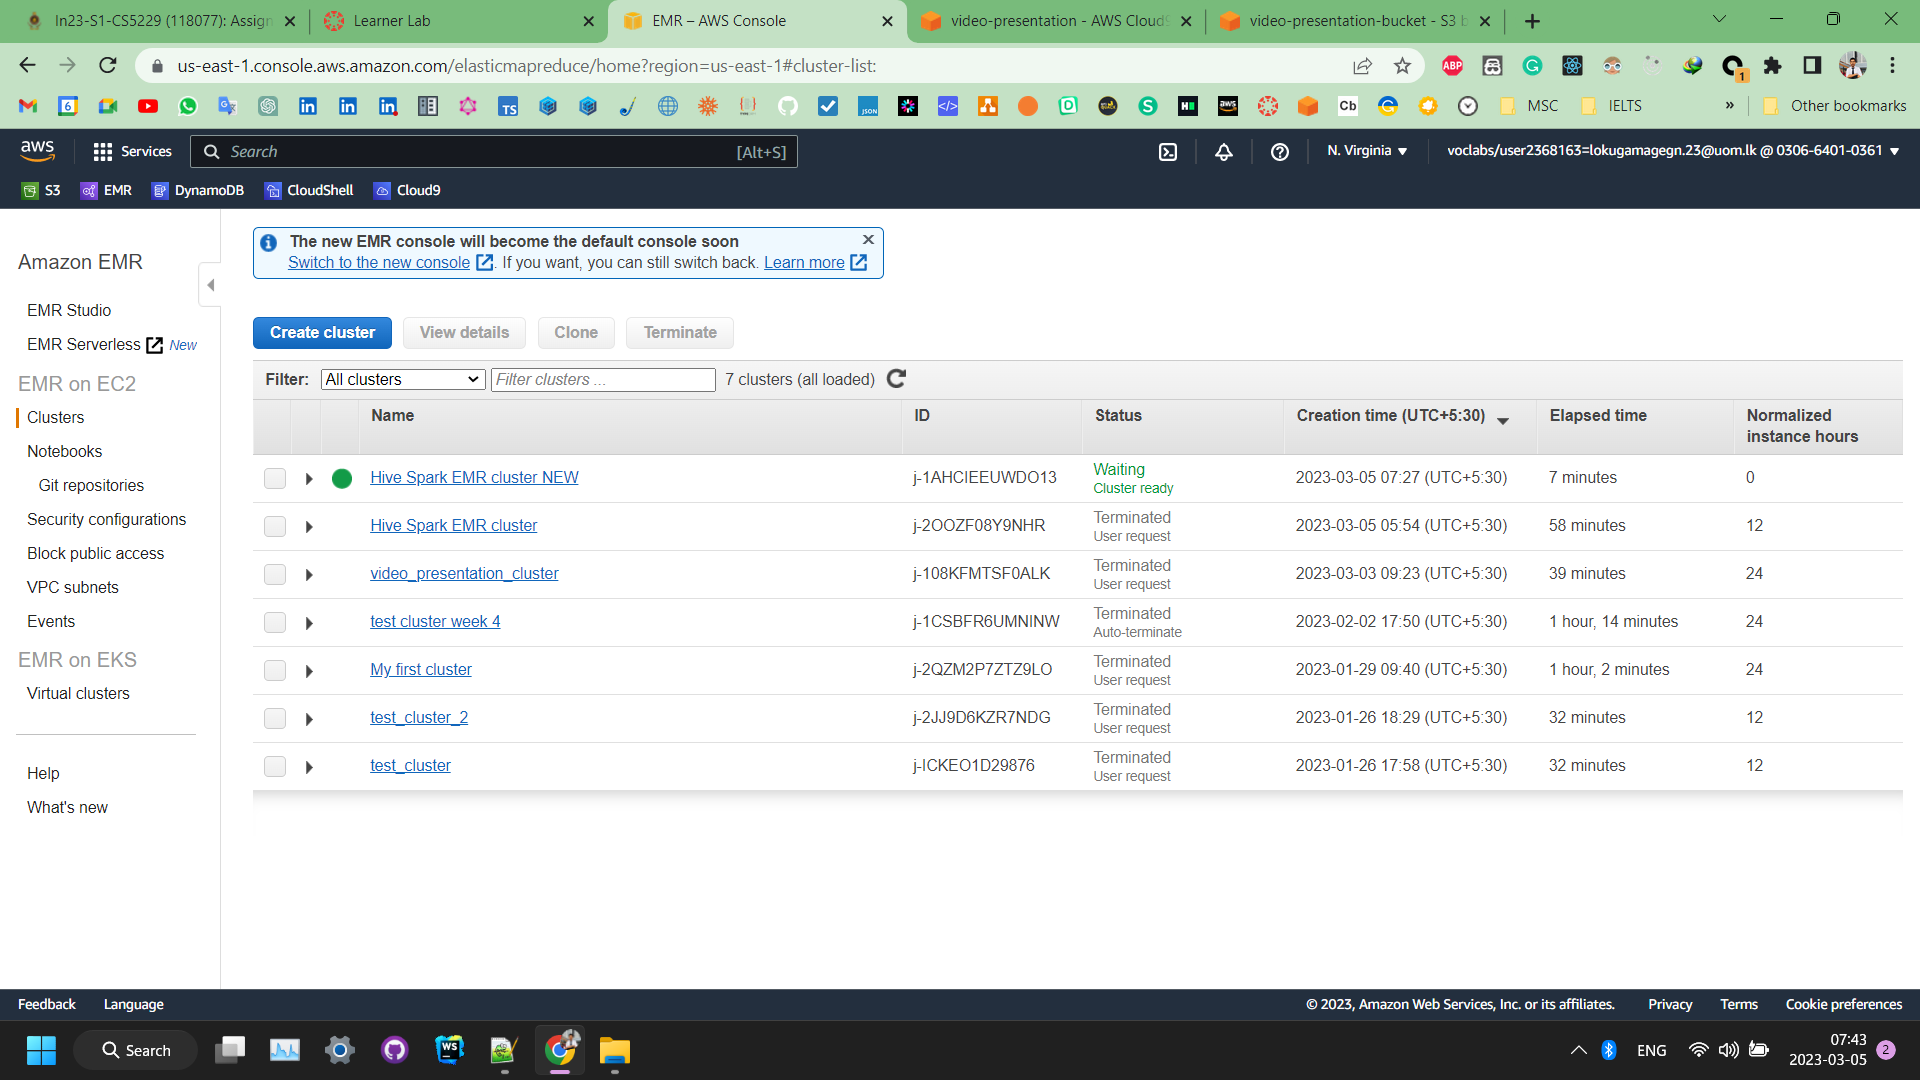 In23-S1-CS5229 (118077): Assign
Learner Lab
EMR – AWS Console
video-presentation - AWS Cloud9
video-presentation-bucket - S3 b
us-east-1.console.aws.amazon.com/elasticmapreduce/home?region=us-east-1#cluster-list:
MSC
IELTS
»
Other bookmarks
aws
Services
Search
[Alt+S]
N. Virginia
voclabs/user2368163=lokugamagegn.23@uom.lk @ 0306-6401-0361
S3
EMR
DynamoDB
CloudShell
Cloud9
Amazon EMR
EMR Studio
EMR Serverless New
EMR on EC2
Clusters
Notebooks
Git repositories
Security configurations
Block public access
VPC subnets
Events
EMR on EKS
Virtual clusters
Help
What's new
The new EMR console will become the default console soon
Switch to the new console . If you want, you can still switch back. Learn more
Create cluster
View details
Clone
Terminate
Filter: All clusters Filter clusters ... 7 clusters (all loaded)
Name ID Status Creation time (UTC+5:30) Elapsed time Normalized instance hours
Hive Spark EMR cluster NEW j-1AHCIEEUWDO13 Waiting 2023-03-05 07:27 (UTC+5:30) 7 minutes 0
Cluster ready
Hive Spark EMR cluster j-2OOZF08Y9NHR Terminated 2023-03-05 05:54 (UTC+5:30) 58 minutes 12
User request
video_presentation_cluster j-108KFMTSF0ALK Terminated 2023-03-03 09:23 (UTC+5:30) 39 minutes 24
User request
test cluster week 4 j-1CSBFR6UMNINW Terminated 2023-02-02 17:50 (UTC+5:30) 1 hour, 14 minutes 24
Auto-terminate
My first cluster j-2QZM2P7ZTZ9LO Terminated 2023-01-29 09:40 (UTC+5:30) 1 hour, 2 minutes 24
User request
test_cluster_2 j-2JJ9D6KZR7NDG Terminated 2023-01-26 18:29 (UTC+5:30) 32 minutes 12
User request
test_cluster j-ICKEO1D29876 Terminated 2023-01-26 17:58 (UTC+5:30) 32 minutes 12
User request
Feedback
Language
© 2023, Amazon Web Services, Inc. or its affiliates.
Privacy
Terms
Cookie preferences
Search
ENG
07:43
2023-03-05
2